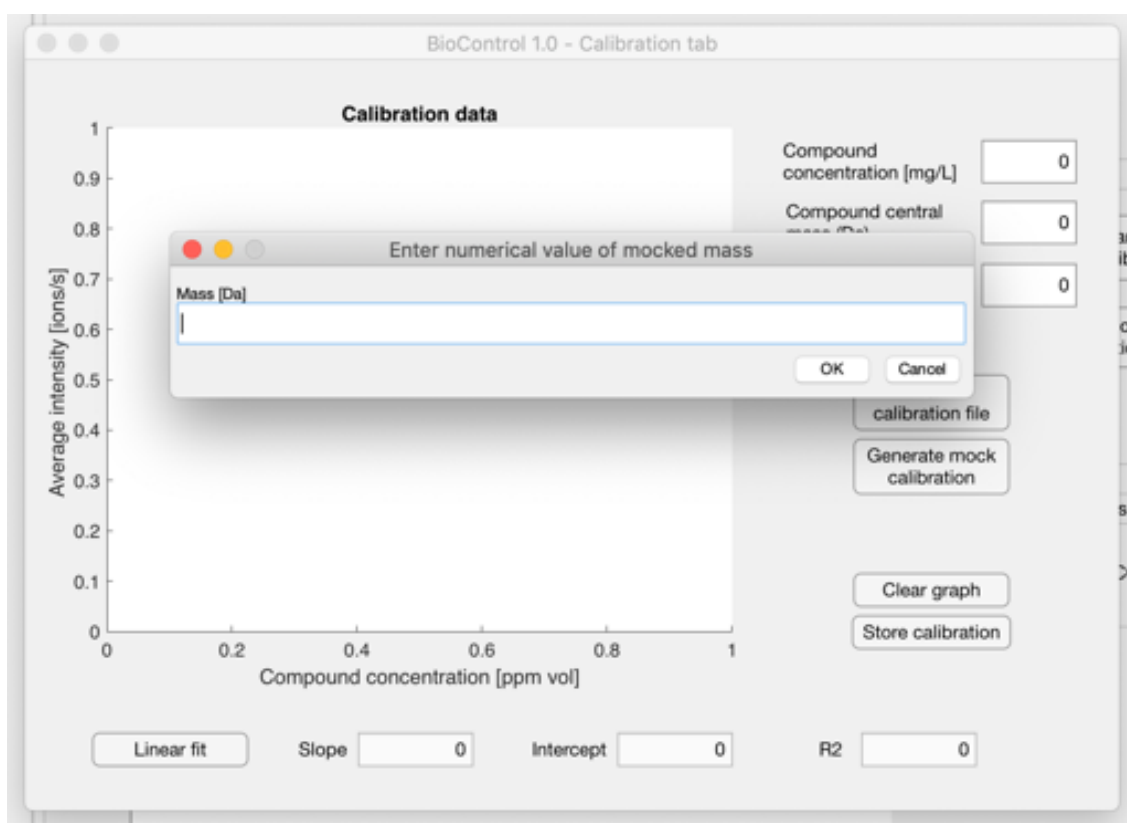 BioControl 1.0 - Calibration tab
Calibration data
1
0.9
0.8
0.7
0.6
0.5
0.4
0.3
0.2
0.1
0
0
0.2
0.4
0.6
0.8
1
Average intensity [ions/s]
Compound concentration [ppm vol]
Compound
concentration [mg/L]
0
Compound central
0
0
Enter numerical value of mocked mass
Mass [Da]
OK
Cancel
calibration file
Generate mock
calibration
Clear graph
Store calibration
Linear fit
Slope
0
Intercept
0
R2
0